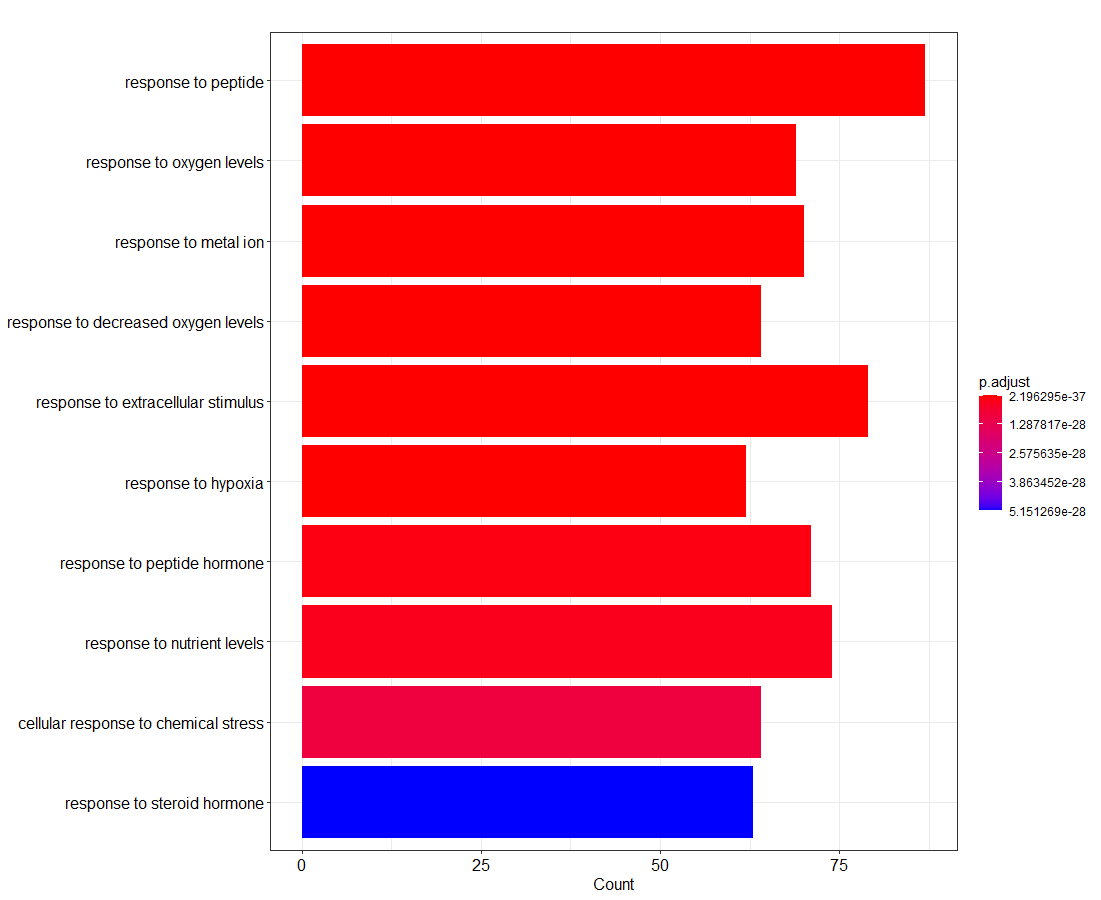 response to peptide
response to oxygen levels
response to metal ion
response to decreased oxygen levels
response to extracellular stimulus
response to hypoxia
response to peptide hormone
response to nutrient levels
cellular response to chemical stress
response to steroid hormone
0 25 50 75
Count
p.adjust
2.196295e-37
1.287817e-28
2.575635e-28
3.863452e-28
5.151269e-28